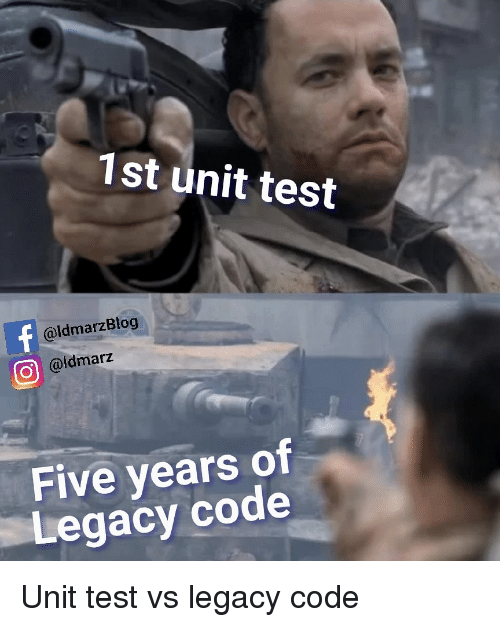 1st unit test
@ldmarzBlog
@ldmarz
Five years of
Legacy code
Unit test vs legacy code